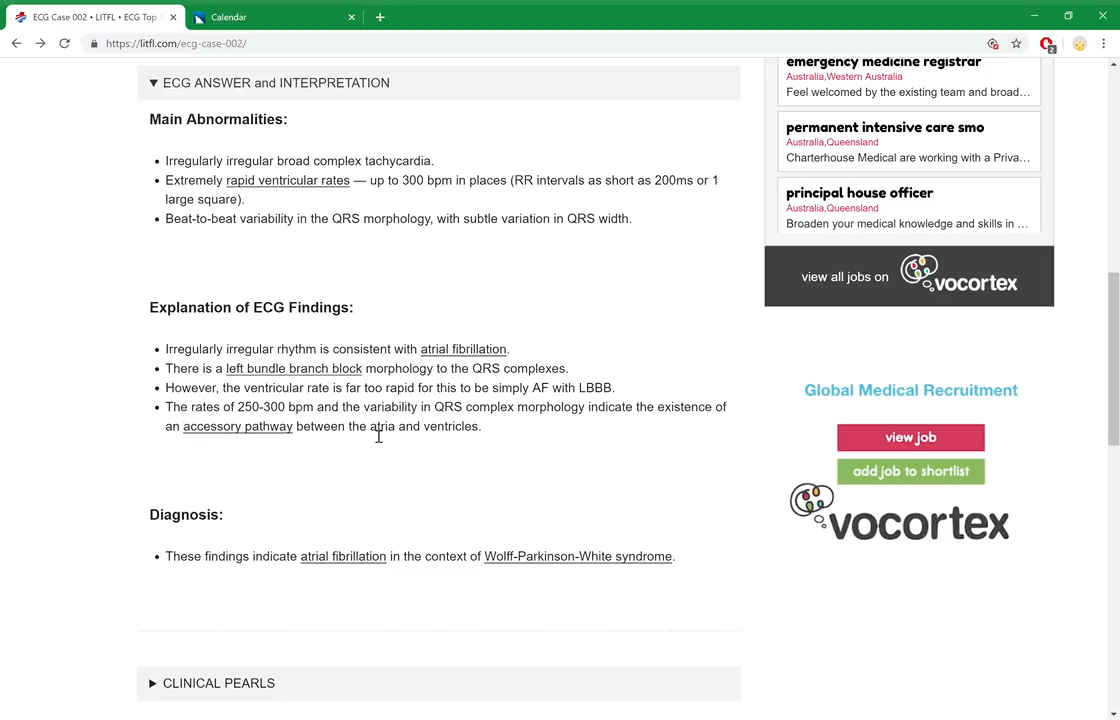 ECG Case 002 • LITFL • ECG Top
Calendar
https://litfl.com/ecg-case-002/
2
▼ ECG ANSWER and INTERPRETATION
Main Abnormalities:
• Irregularly irregular broad complex tachycardia.
• Extremely rapid ventricular rates — up to 300 bpm in places (RR intervals as short as 200ms or 1
large square).
• Beat-to-beat variability in the QRS morphology, with subtle variation in QRS width.
Explanation of ECG Findings:
• Irregularly irregular rhythm is consistent with atrial fibrillation.
• There is a left bundle branch block morphology to the QRS complexes.
• However, the ventricular rate is far too rapid for this to be simply AF with LBBB.
• The rates of 250-300 bpm and the variability in QRS complex morphology indicate the existence of
an accessory pathway between the atria and ventricles.
Diagnosis:
• These findings indicate atrial fibrillation in the context of Wolff-Parkinson-White syndrome.
► CLINICAL PEARLS
emergency medicine registrar
Australia,Western Australia
Feel welcomed by the existing team and broad…
permanent intensive care smo
Australia,Queensland
Charterhouse Medical are working with a Priva…
principal house officer
Australia,Queensland
Broaden your medical knowledge and skills in …
view all jobs on vocortex
Global Medical Recruitment
view job
add job to shortlist
vocortex